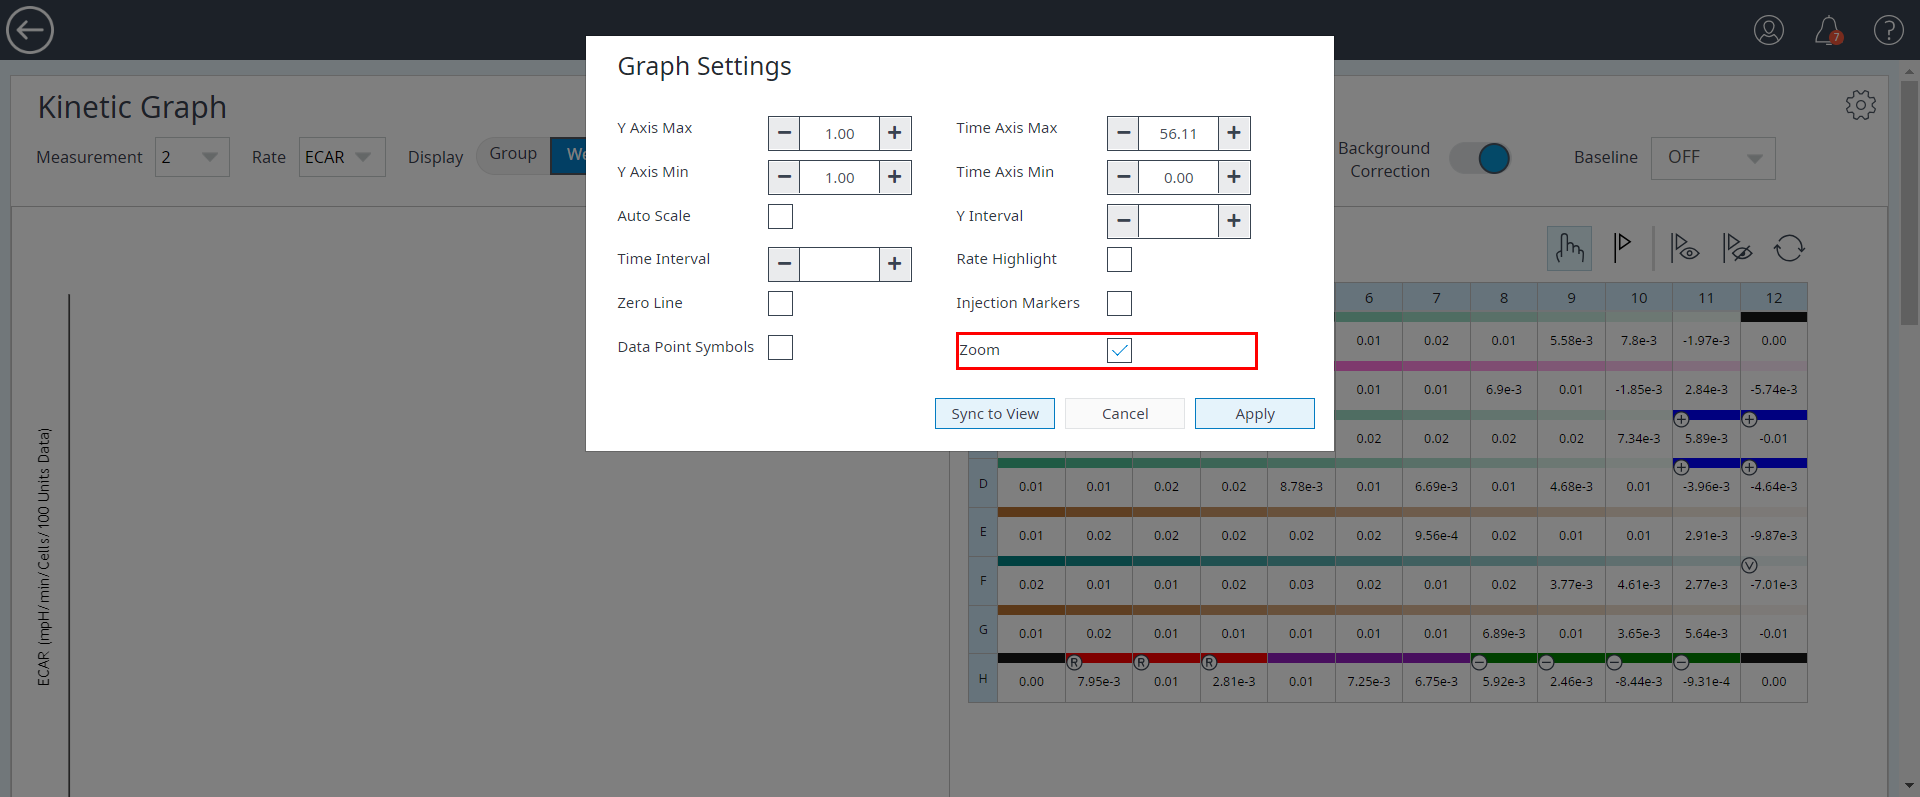 7
Kinetic Graph
Measurement 2 Rate ECAR Display Group We
Background Correction
Baseline OFF
Graph Settings
Y Axis Max 1.00 Time Axis Max 56.11
Y Axis Min 1.00 Time Axis Min 0.00
Auto Scale Y Interval
Time Interval Rate Highlight
Zero Line Injection Markers
Data Point Symbols Zoom
Sync to View Cancel Apply
ECAR (mpH/min/Cells/100 Units Data)
6 7 8 9 10 11 12
0.01 0.02 0.01 5.58e-3 7.8e-3 -1.97e-3 0.00
0.01 0.01 6.9e-3 0.01 -1.85e-3 2.84e-3 -5.74e-3
0.02 0.02 0.02 0.02 7.34e-3 5.89e-3 -0.01
D 0.01 0.01 0.02 0.02 8.78e-3 0.01 6.69e-3 0.01 4.68e-3 0.01 -3.96e-3 -4.64e-3
E 0.01 0.02 0.02 0.02 0.02 0.02 9.56e-4 0.02 0.01 0.01 2.91e-3 -9.87e-3
V
F 0.02 0.01 0.01 0.02 0.03 0.02 0.01 0.02 3.77e-3 4.61e-3 2.77e-3 -7.01e-3
G 0.01 0.02 0.01 0.01 0.01 0.01 0.01 6.89e-3 0.01 3.65e-3 5.64e-3 -0.01
R R R
H 0.00 7.95e-3 0.01 2.81e-3 0.01 7.25e-3 6.75e-3 5.92e-3 2.46e-3 -8.44e-3 -9.31e-4 0.00